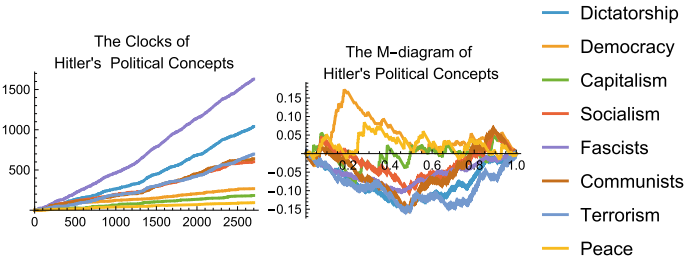 The Clocks of
Hitler's Political Concepts
1500
1000
500
0 500 1000 1500 2000 2500
The M-diagram of
Hitler's Political Concepts
0.15
0.10
0.05
0.2 0.4 0.6 0.8 1.0
-0.05
-0.10
-0.15
Dictatorship
Democracy
Capitalism
Socialism
Fascists
Communists
Terrorism
Peace